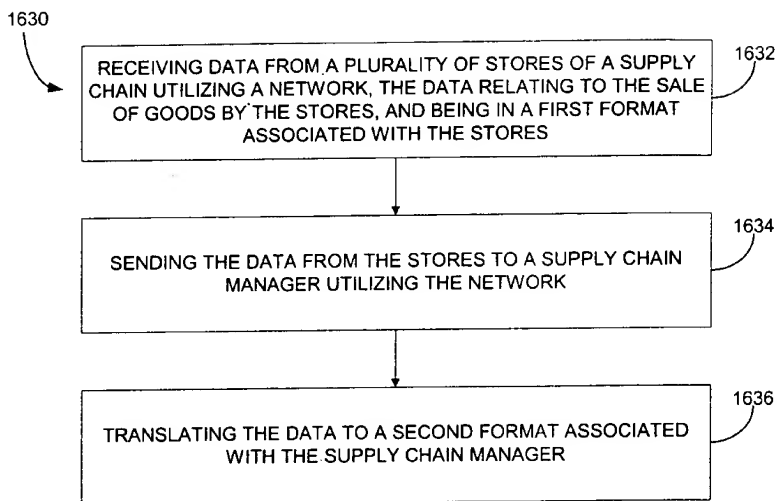 1630
RECEIVING DATA FROM A PLURALITY OF STORES OF A SUPPLY
CHAIN UTILIZING A NETWORK, THE DATA RELATING TO THE SALE
OF GOODS BY THE STORES, AND BEING IN A FIRST FORMAT
ASSOCIATED WITH THE STORES
1632
SENDING THE DATA FROM THE STORES TO A SUPPLY CHAIN
MANAGER UTILIZING THE NETWORK
1634
TRANSLATING THE DATA TO A SECOND FORMAT ASSOCIATED
WITH THE SUPPLY CHAIN MANAGER
1636